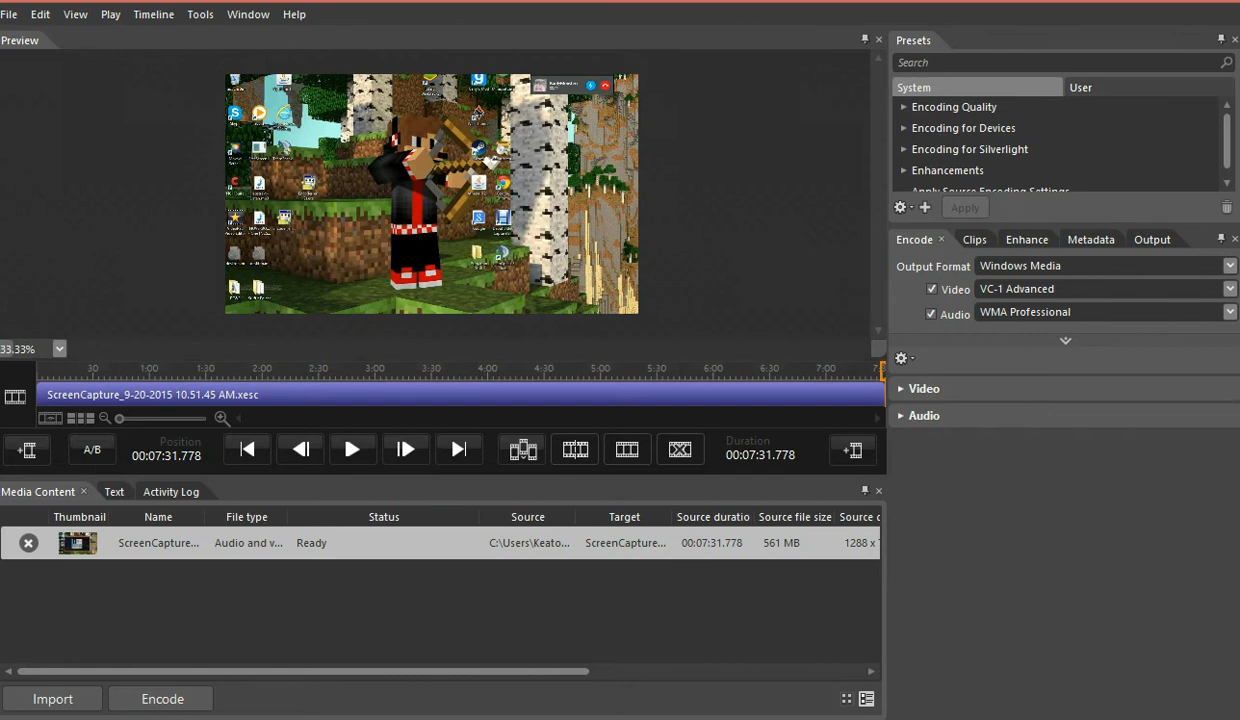 File Edit View Play Timeline Tools Window Help
Preview
Presets
Search
System User
Encoding Quality
Encoding for Devices
Encoding for Silverlight
Enhancements
Apply Source Encoding Settings
Apply
Encode Clips Enhance Metadata Output
Output Format Windows Media
Video VC-1 Advanced
Audio WMA Professional
Video
Audio
33.33%
30 1:00 1:30 2:00 2:30 3:00 3:30 4:00 4:30 5:00 5:30 6:00 6:30 7:00
ScreenCapture_9-20-2015 10.51.45 AM.xesc
A/B
Position
00:07:31.778
Duration
00:07:31.778
Media Content Text Activity Log
Thumbnail Name File type Status Source Target Source duratio Source file size Source c
ScreenCapture... Audio and v... Ready C:\Users\Keato... ScreenCapture... 00:07:31.778 561 MB 1288 x
Import Encode